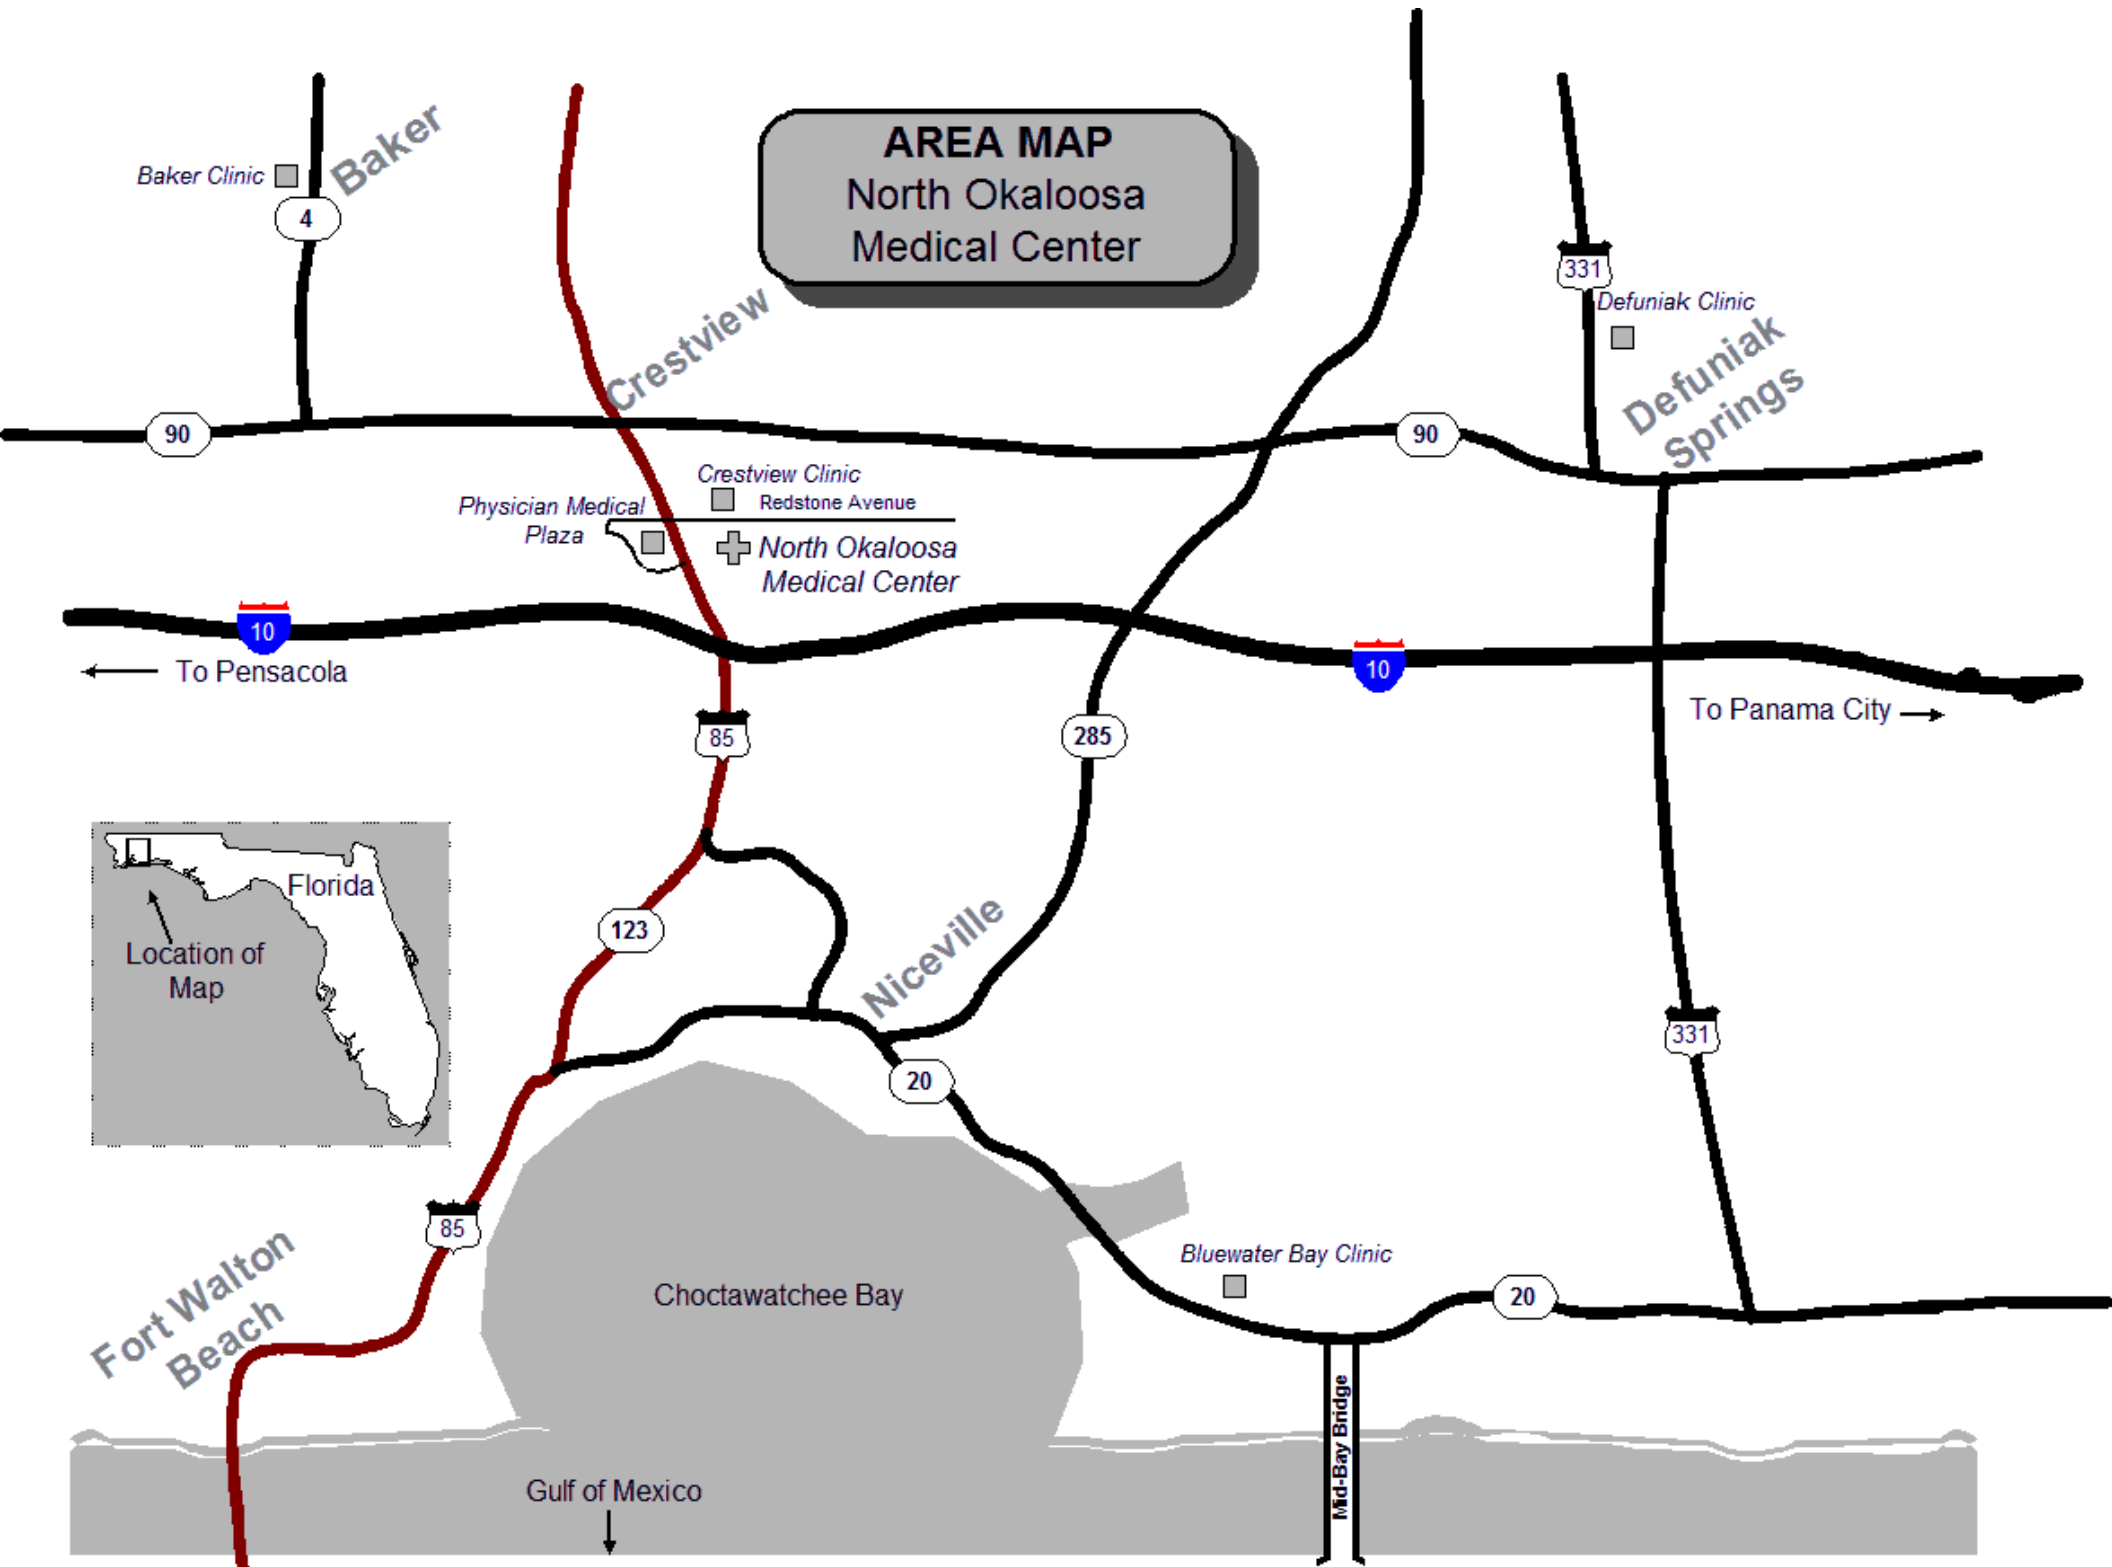 AREA MAP
North Okaloosa
Medical Center
Baker
Baker Clinic
4
Crestview
331
Defuniak Clinic
Defuniak
Springs
90
90
Crestview Clinic
Physician Medical
Plaza
Redstone Avenue
North Okaloosa
Medical Center
10
To Pensacola
10
To Panama City
85
285
Florida
Location of
Map
123
Niceville
331
20
85
Fort Walton
Beach
Choctawatchee Bay
Bluewater Bay Clinic
20
Mid-Bay Bridge
Gulf of Mexico